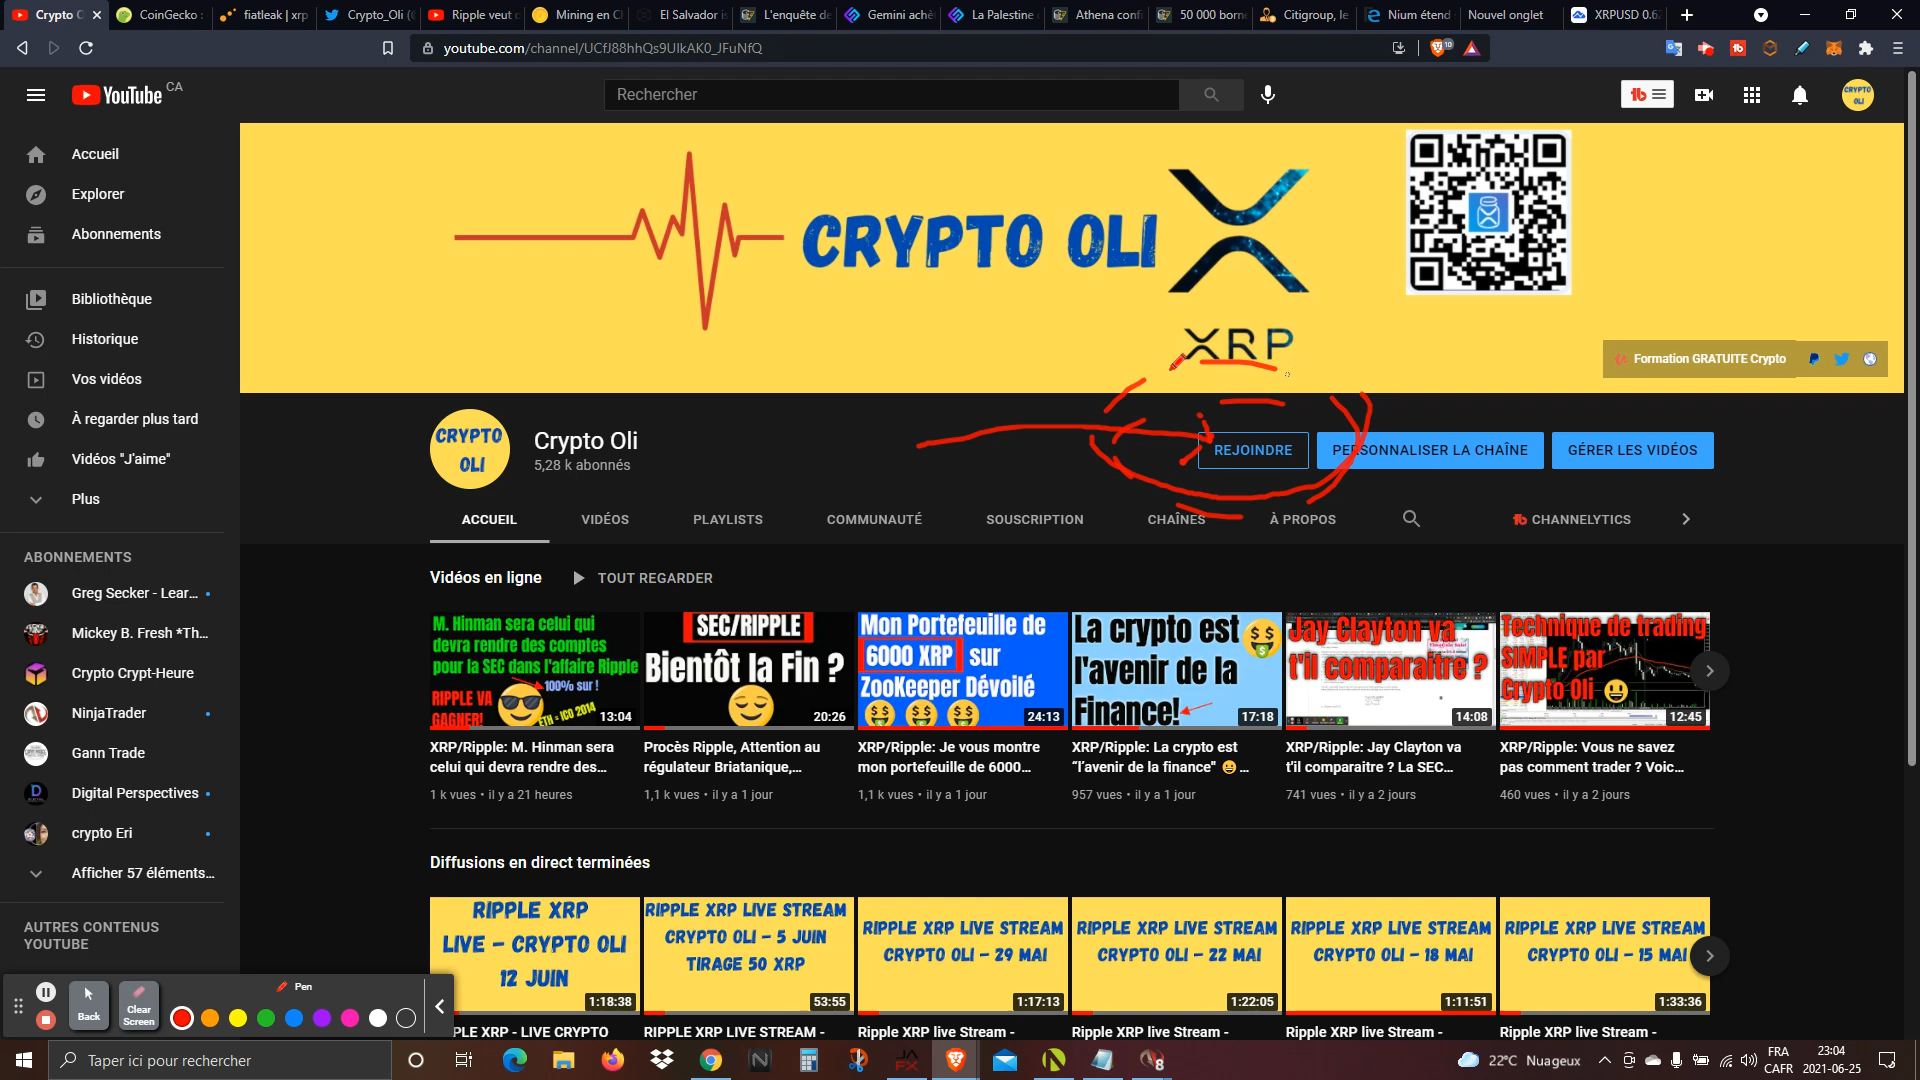 Crypto
CoinGecko
fiatleak | xrp
Crypto_Oli (
Ripple veut
Mining en C
El Salvador is
L'enquête de
Gemini ach
La Palestine
Athena conf
50 000 born
Citigroup, le
Nium étend
Nouvel onglet
XRPUSD 0.6
youtube.com/channel/UCfJ88hhQs9UIkAK0_JFuNfQ
10
YouTube CA
Rechercher
CRYPTO OLI
Accueil
Explorer
Abonnements
Bibliothèque
Historique
Vos vidéos
À regarder plus tard
Vidéos "J'aime"
Plus
ABONNEMENTS
Greg Secker - Lear...
Mickey B. Fresh *Th...
Crypto Crypt-Heure
NinjaTrader
Gann Trade
Digital Perspectives
crypto Eri
Afficher 57 éléments...
AUTRES CONTENUS
YOUTUBE
CRYPTO OLI
XRP
Formation GRATUITE Crypto
CRYPTO
OLI
Crypto Oli
5,28 k abonnés
REJOINDRE
PERSONNALISER LA CHAÎNE
GÉRER LES VIDÉOS
ACCUEIL
VIDÉOS
PLAYLISTS
COMMUNAUTÉ
SOUSCRIPTION
CHAÎNES
À PROPOS
CHANNELYTICS
Vidéos en ligne
TOUT REGARDER
M. Hinman sera celui qui
devra rendre des comptes
pour la SEC dans l'affaire Ripple
100% sur !
RIPPLE VA
GAGNER!
ETH = ICO 2014
13:04
XRP/Ripple: M. Hinman sera
celui qui devra rendre des...
1 k vues • il y a 21 heures
SEC/RIPPLE
Bientôt la Fin ?
20:26
Procès Ripple, Attention au
régulateur Briatanique,...
1,1 k vues • il y a 1 jour
Mon Portefeuille de
6000 XRP sur
ZooKeeper Dévoilé
24:13
XRP/Ripple: Je vous montre
mon portefeuille de 6000...
1,1 k vues • il y a 1 jour
La crypto est
l'avenir de la
Finance!
17:18
XRP/Ripple: La crypto est
“l’avenir de la finance" 😃...
957 vues • il y a 1 jour
Jay Clayton va
t'il comparaitre ?
14:08
XRP/Ripple: Jay Clayton va
t'il comparaitre ? La SEC...
741 vues • il y a 2 jours
Technique de trading
SIMPLE par
Crypto Oli
12:45
XRP/Ripple: Vous ne savez
pas comment trader ? Voic...
460 vues • il y a 2 jours
Diffusions en direct terminées
RIPPLE XRP
LIVE - CRYPTO OLI
12 JUIN
1:18:38
PLE XRP - LIVE CRYPTO
RIPPLE XRP LIVE STREAM
CRYPTO OLI - 5 JUIN
TIRAGE 50 XRP
53:55
RIPPLE XRP LIVE STREAM -
RIPPLE XRP LIVE STREAM
CRYPTO OLI - 29 MAI
1:17:13
Ripple XRP live Stream -
RIPPLE XRP LIVE STREAM
CRYPTO OLI - 22 MAI
1:22:05
Ripple XRP live Stream -
RIPPLE XRP LIVE STREAM
CRYPTO OLI - 18 MAI
1:11:51
Ripple XRP live Stream -
RIPPLE XRP LIVE STREAM
CRYPTO OLI - 15 MAI
1:33:36
Ripple XRP live Stream -
Pen
Back
Clear
Screen
Taper ici pour rechercher
22°C Nuageux
FRA
CAFR
23:04
2021-06-25